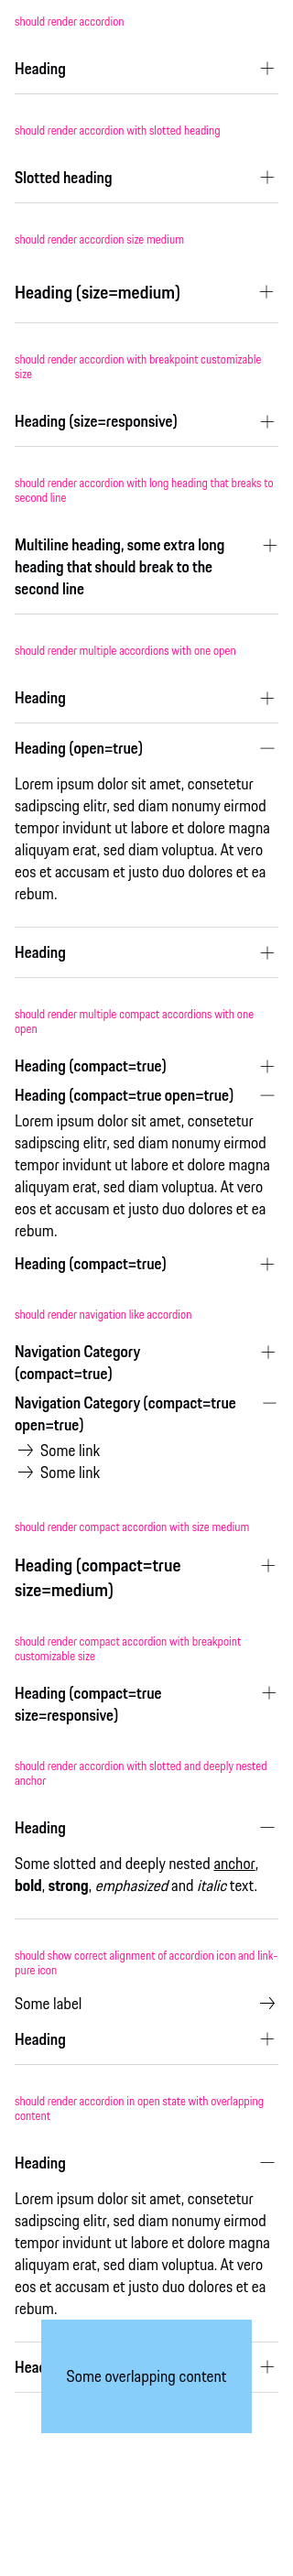 should render accordion
Heading
should render accordion with slotted heading
Slotted heading
should render accordion size medium
Heading (size=medium)
should render accordion with breakpoint customizable
size
Heading (size=responsive)
should render accordion with long heading that breaks to
second line
Multiline heading, some extra long
heading that should break to the
second line
should render multiple accordions with one open
Heading
Heading (open=true)
Lorem ipsum dolor sit amet, consetetur
sadipscing elitr, sed diam nonumy eirmod
tempor invidunt ut labore et dolore magna
aliquyam erat, sed diam voluptua. At vero
eos et accusam et justo duo dolores et ea
rebum.
Heading
should render multiple compact accordions with one
open
Heading (compact=true)
Heading (compact=true open=true)
Lorem ipsum dolor sit amet, consetetur
sadipscing elitr, sed diam nonumy eirmod
tempor invidunt ut labore et dolore magna
aliquyam erat, sed diam voluptua. At vero
eos et accusam et justo duo dolores et ea
rebum.
Heading (compact=true)
should render navigation like accordion
Navigation Category
(compact=true)
Navigation Category (compact=true
open=true)
Some link
Some link
should render compact accordion with size medium
Heading (compact=true
size=medium)
should render compact accordion with breakpoint
customizable size
Heading (compact=true
size=responsive)
should render accordion with slotted and deeply nested
anchor
Heading
Some slotted and deeply nested anchor,
bold, strong, emphasized and italic text.
should show correct alignment of accordion icon and link-
pure icon
Some label
Heading
should render accordion in open state with overlapping
content
Heading
Lorem ipsum dolor sit amet, consetetur
sadipscing elitr, sed diam nonumy eirmod
tempor invidunt ut labore et dolore magna
aliquyam erat, sed diam voluptua. At vero
eos et accusam et justo duo dolores et ea
rebum.
Some overlapping content